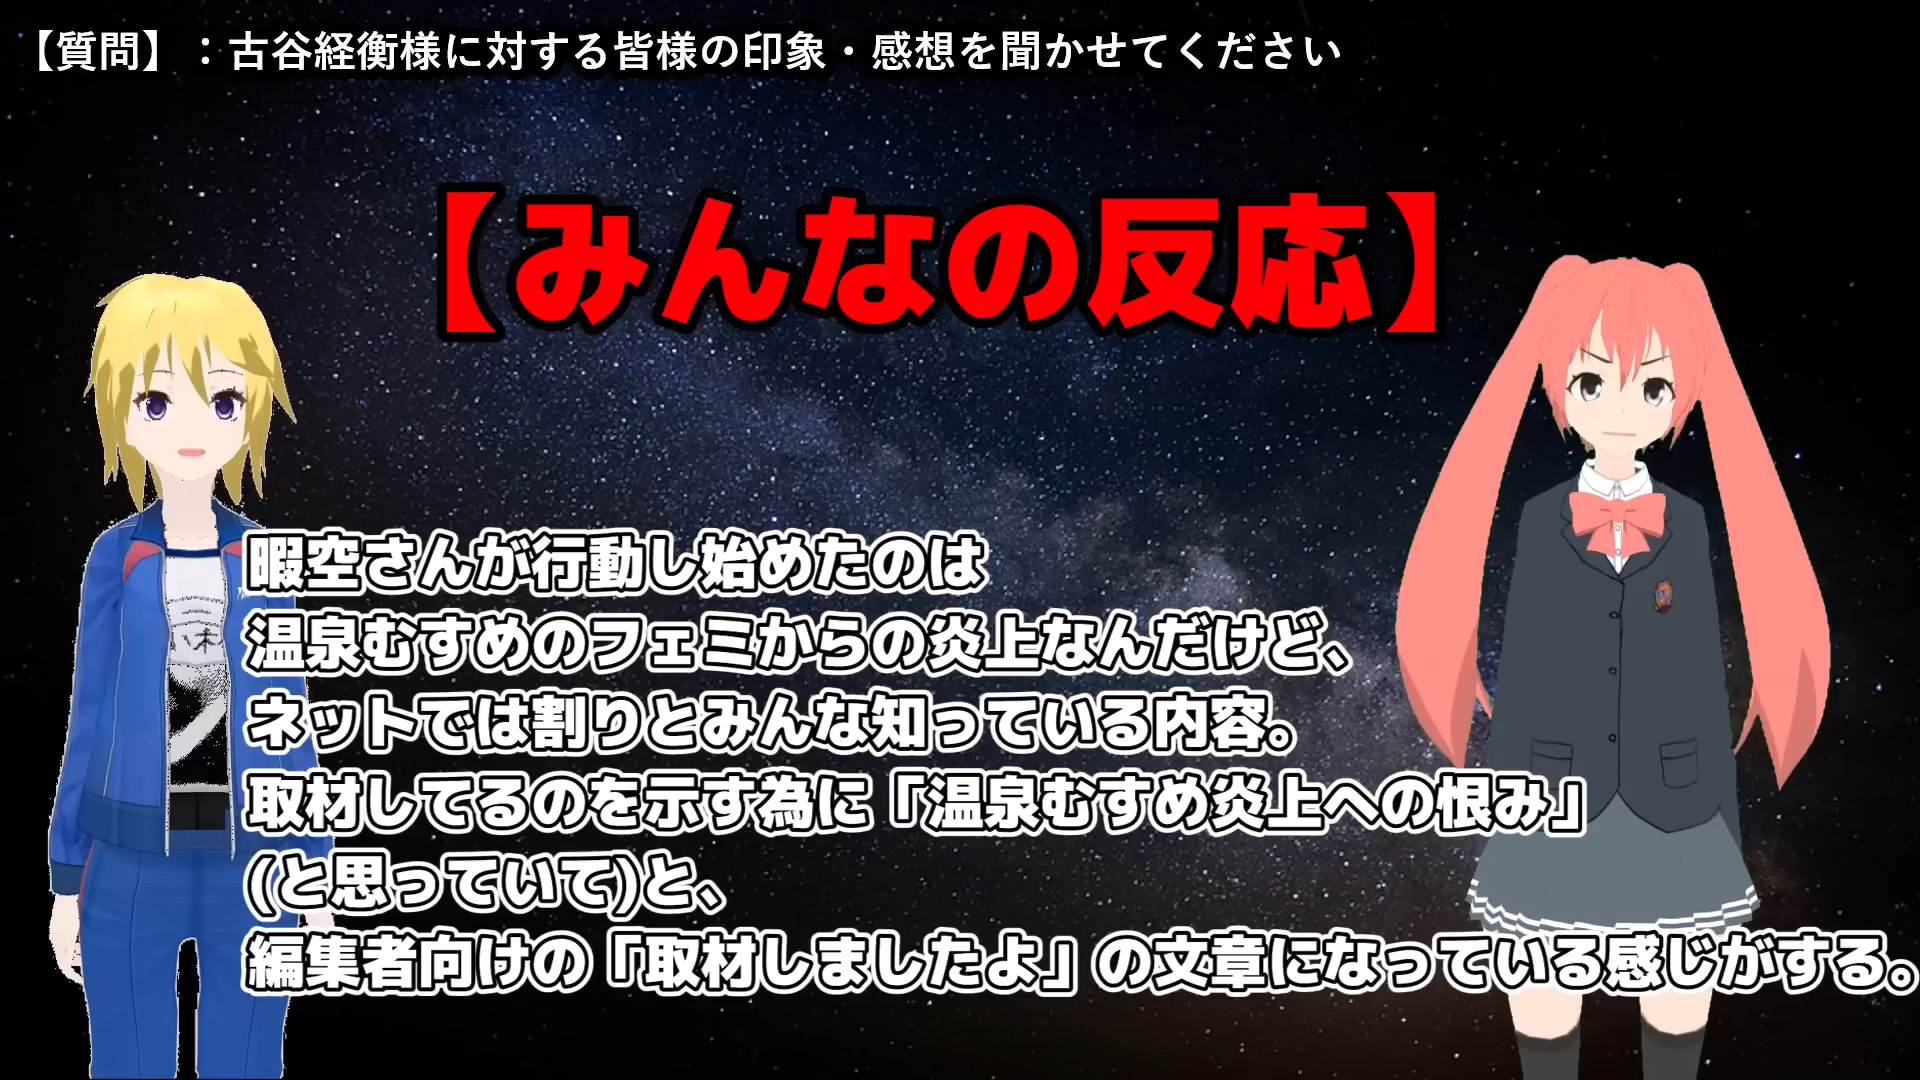 【質問】：古谷経衡様に対する皆様の印象・感想を聞かせてください
【みんなの反応】
暇空さんが行動し始めたのは
温泉むすめのフェミからの炎上なんだけど、
ネットでは割りとみんな知っている内容。
取材してるのを示す為に「温泉むすめ炎上への恨み」
(と思っていて)と、
編集者向けの「取材しましたよ」の文章になっている感じがする。